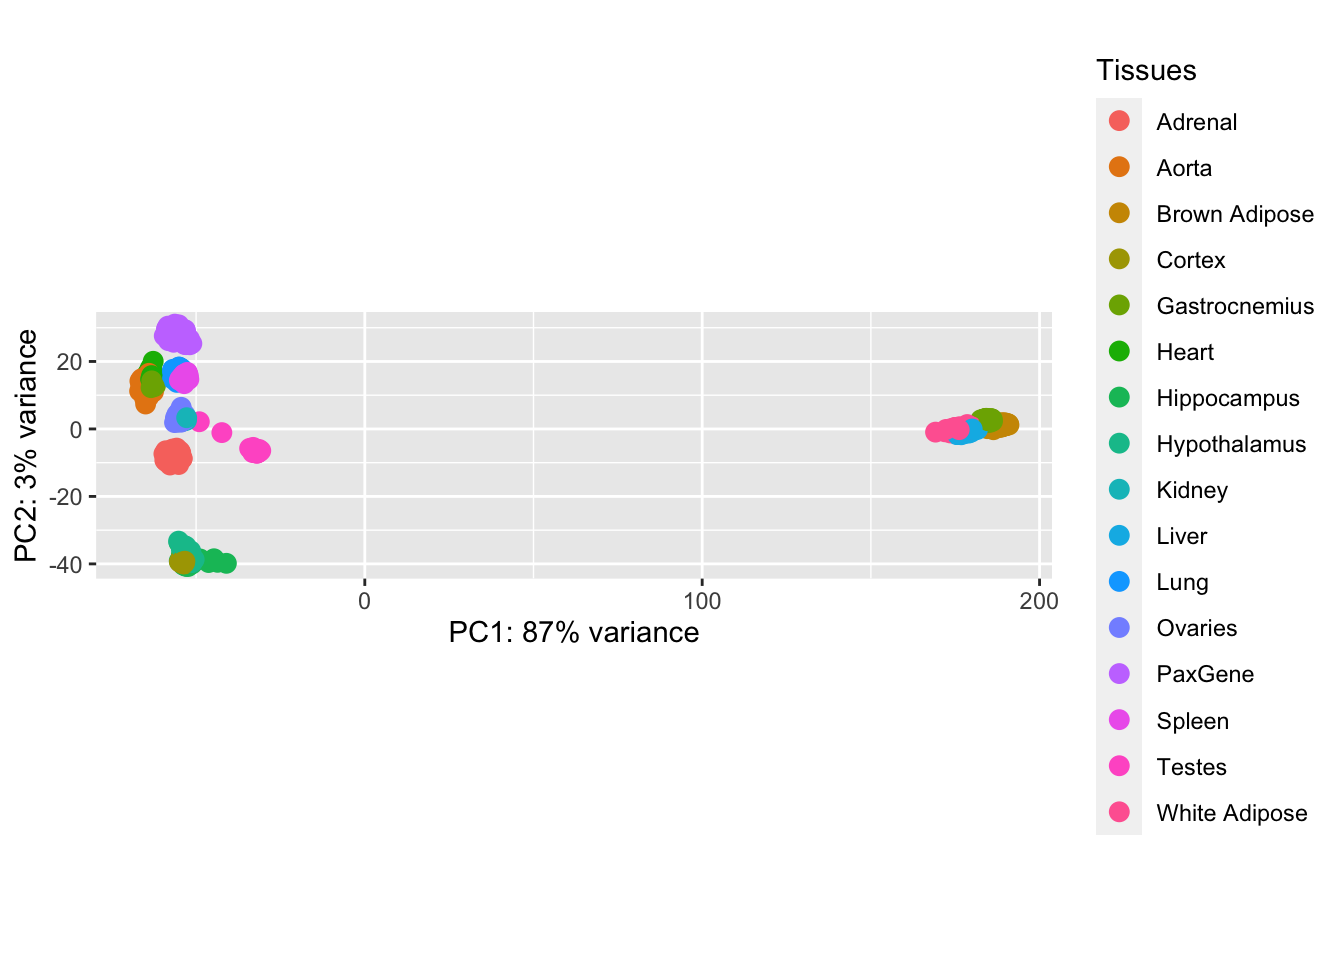 Tissues
Adrenal
Aorta
Brown Adipose
Cortex
Gastrocnemius
Heart
Hippocampus
Hypothalamus
Kidney
Liver
Lung
Ovaries
PaxGene
Spleen
Testes
White Adipose
PC2: 3% variance
20
0
-20
-40
0 100 200
PC1: 87% variance